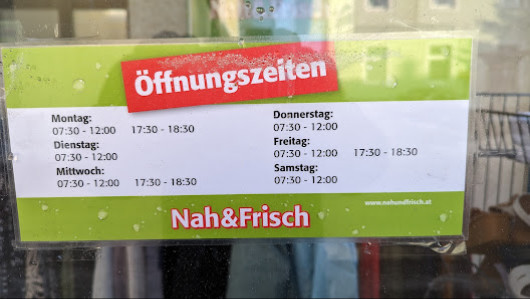 Öffnungszeiten
Montag:
07:30 - 12:00 17:30 - 18:30
Dienstag:
07:30 - 12:00
Mittwoch:
07:30 - 12:00 17:30 - 18:30
Donnerstag:
07:30 - 12:00
Freitag:
07:30 - 12:00 17:30 - 18:30
Samstag:
07:30 - 12:00
www.nahundfrisch.at
Nah&Frisch